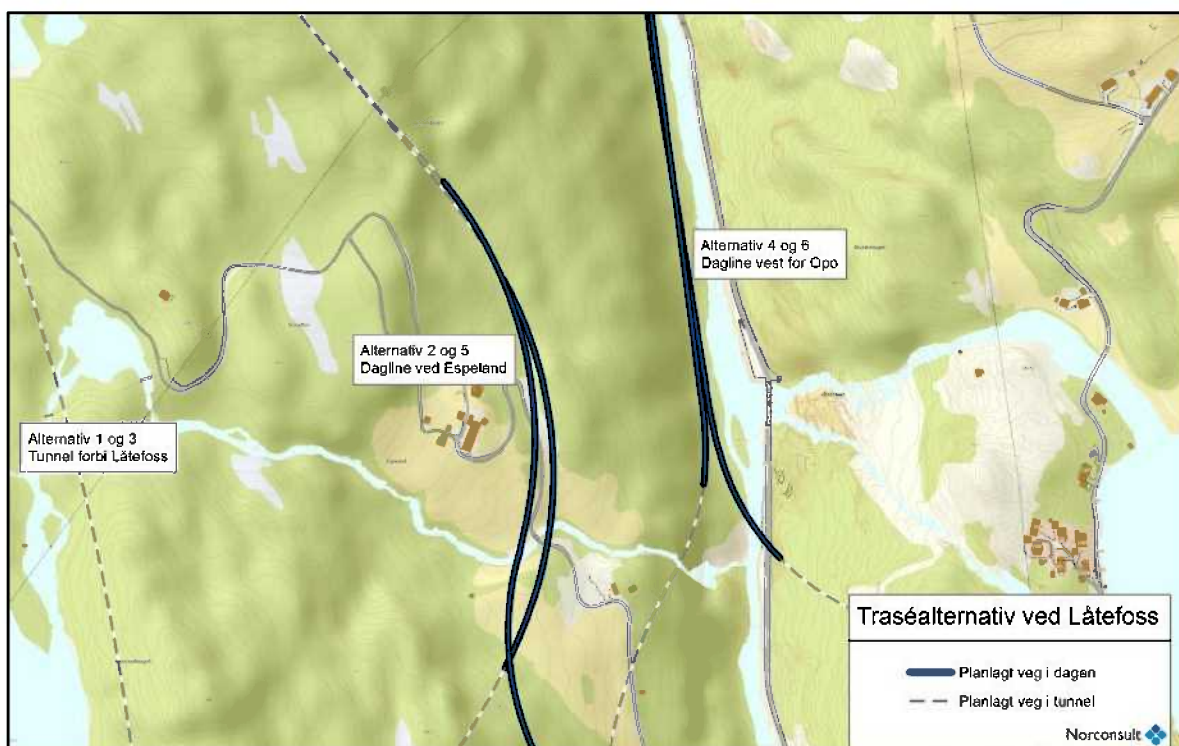 Alternativ 4 og 6
Dagline vest for Opo
Alternativ 2 og 5
Dagline ved Espeland
Alternativ 1 og 3
Tunnel forbi Låtefoss
Traséalternativ ved Låtefoss
Planlagt veg i dagen
Planlagt veg i tunnel
Norconsult